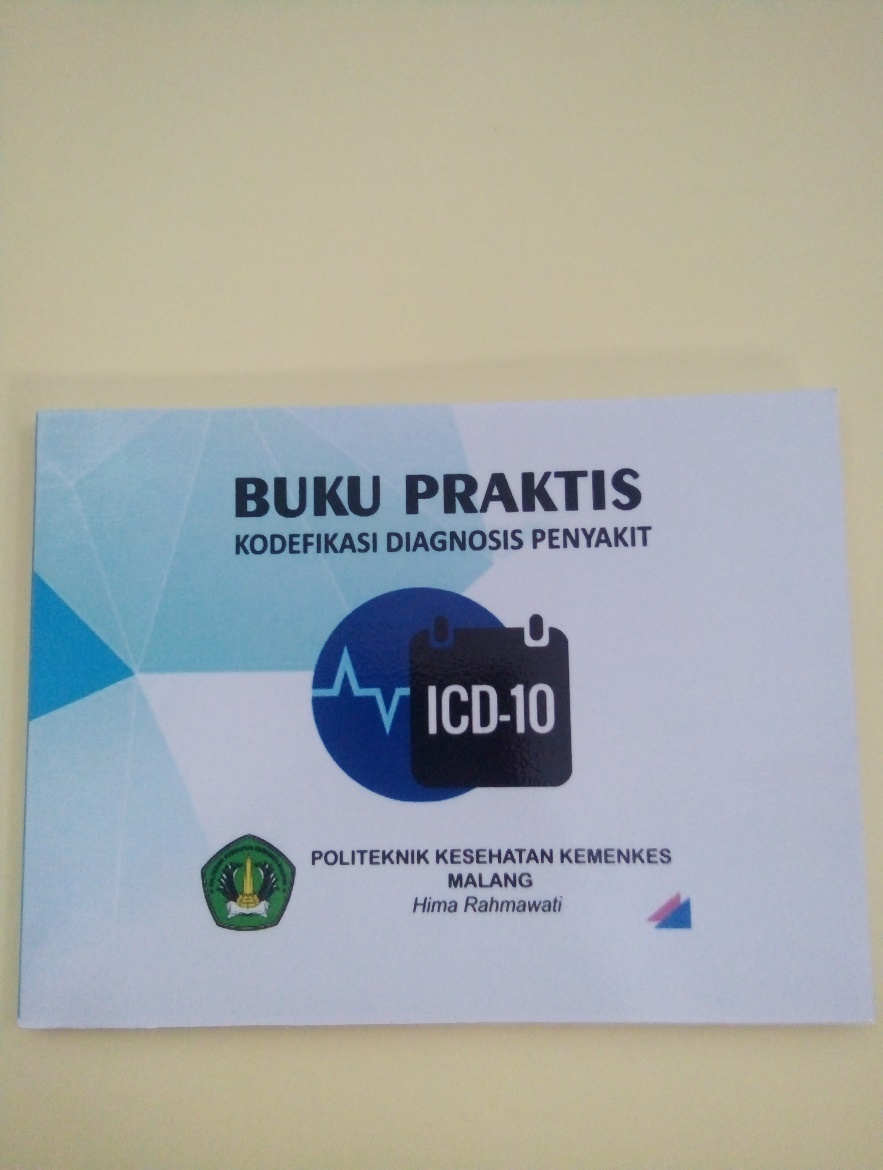 BUKU PRAKTIS
KODEFIKASI DIAGNOSIS PENYAKIT
ICD-10
POLITEKNIK KESEHATAN KEMENKES
MALANG
Hima Rahmawati